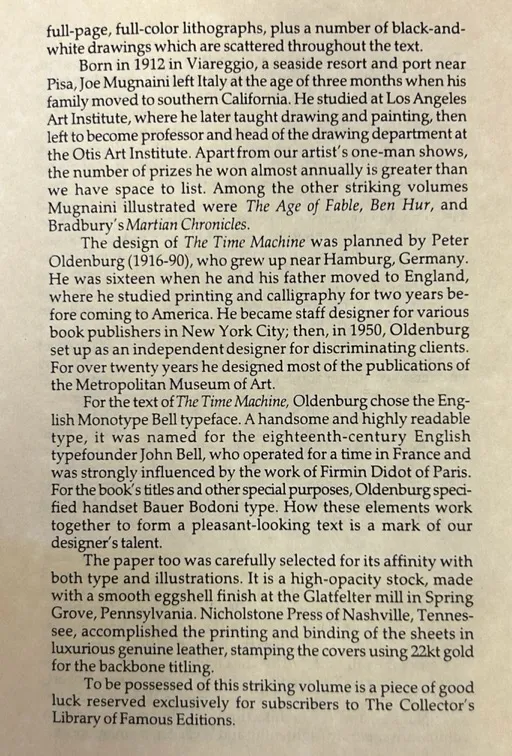 full-page, full-color lithographs, plus a number of black-and-
white drawings which are scattered throughout the text.
Born in 1912 in Viareggio, a seaside resort and port near
Pisa, Joe Mugnaini left Italy at the age of three months when his
family moved to southern California. He studied at Los Angeles
Art Institute, where he later taught drawing and painting, then
left to become professor and head of the drawing department at
the Otis Art Institute. Apart from our artist's one-man shows,
the number of prizes he won almost annually is greater than
we have space to list. Among the other striking volumes
Mugnaini illustrated were The Age of Fable, Ben Hur, and
Bradbury's Martian Chronicles.
The design of The Time Machine was planned by Peter
Oldenburg (1916-90), who grew up near Hamburg, Germany.
He was sixteen when he and his father moved to England,
where he studied printing and calligraphy for two years be-
fore coming to America. He became staff designer for various
book publishers in New York City; then, in 1950, Oldenburg
set up as an independent designer for discriminating clients.
For over twenty years he designed most of the publications of
the Metropolitan Museum of Art.
For the text of The Time Machine, Oldenburg chose the Eng-
lish Monotype Bell typeface. A handsome and highly readable
type, it was named for the eighteenth-century English
typefounder John Bell, who operated for a time in France and
was strongly influenced by the work of Firmin Didot of Paris.
For the book's titles and other special purposes, Oldenburg speci-
fied handset Bauer Bodoni type. How these elements work
together to form a pleasant-looking text is a mark of our
designer's talent.
The paper too was carefully selected for its affinity with
both type and illustrations. It is a high-opacity stock, made
with a smooth eggshell finish at the Glatfelter mill in Spring
Grove, Pennsylvania. Nicholstone Press of Nashville, Tennes-
see, accomplished the printing and binding of the sheets in
luxurious genuine leather, stamping the covers using 22kt gold
for the backbone titling.
To be possessed of this striking volume is a piece of good
luck reserved exclusively for subscribers to The Collector's
Library of Famous Editions.